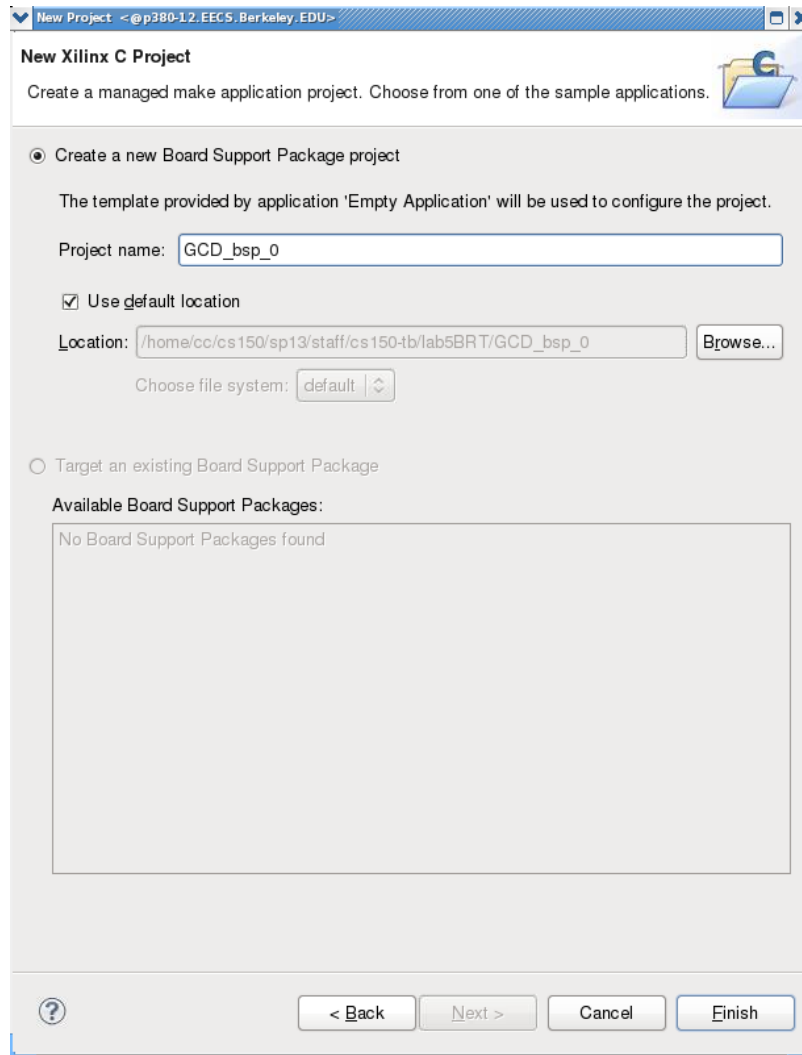 New Project <@p380-12.EECS.Berkeley.EDU>
New Xilinx C Project
Create a managed make application project. Choose from one of the sample applications.
Create a new Board Support Package project
The template provided by application 'Empty Application' will be used to configure the project.
Project name: GCD_bsp_0
Use default location
Location: /home/cc/cs150/sp13/staff/cs150-tb/lab5BRT/GCD_bsp_0 Browse...
Choose file system: default
Target an existing Board Support Package
Available Board Support Packages:
No Board Support Packages found
? < Back Next > Cancel Finish